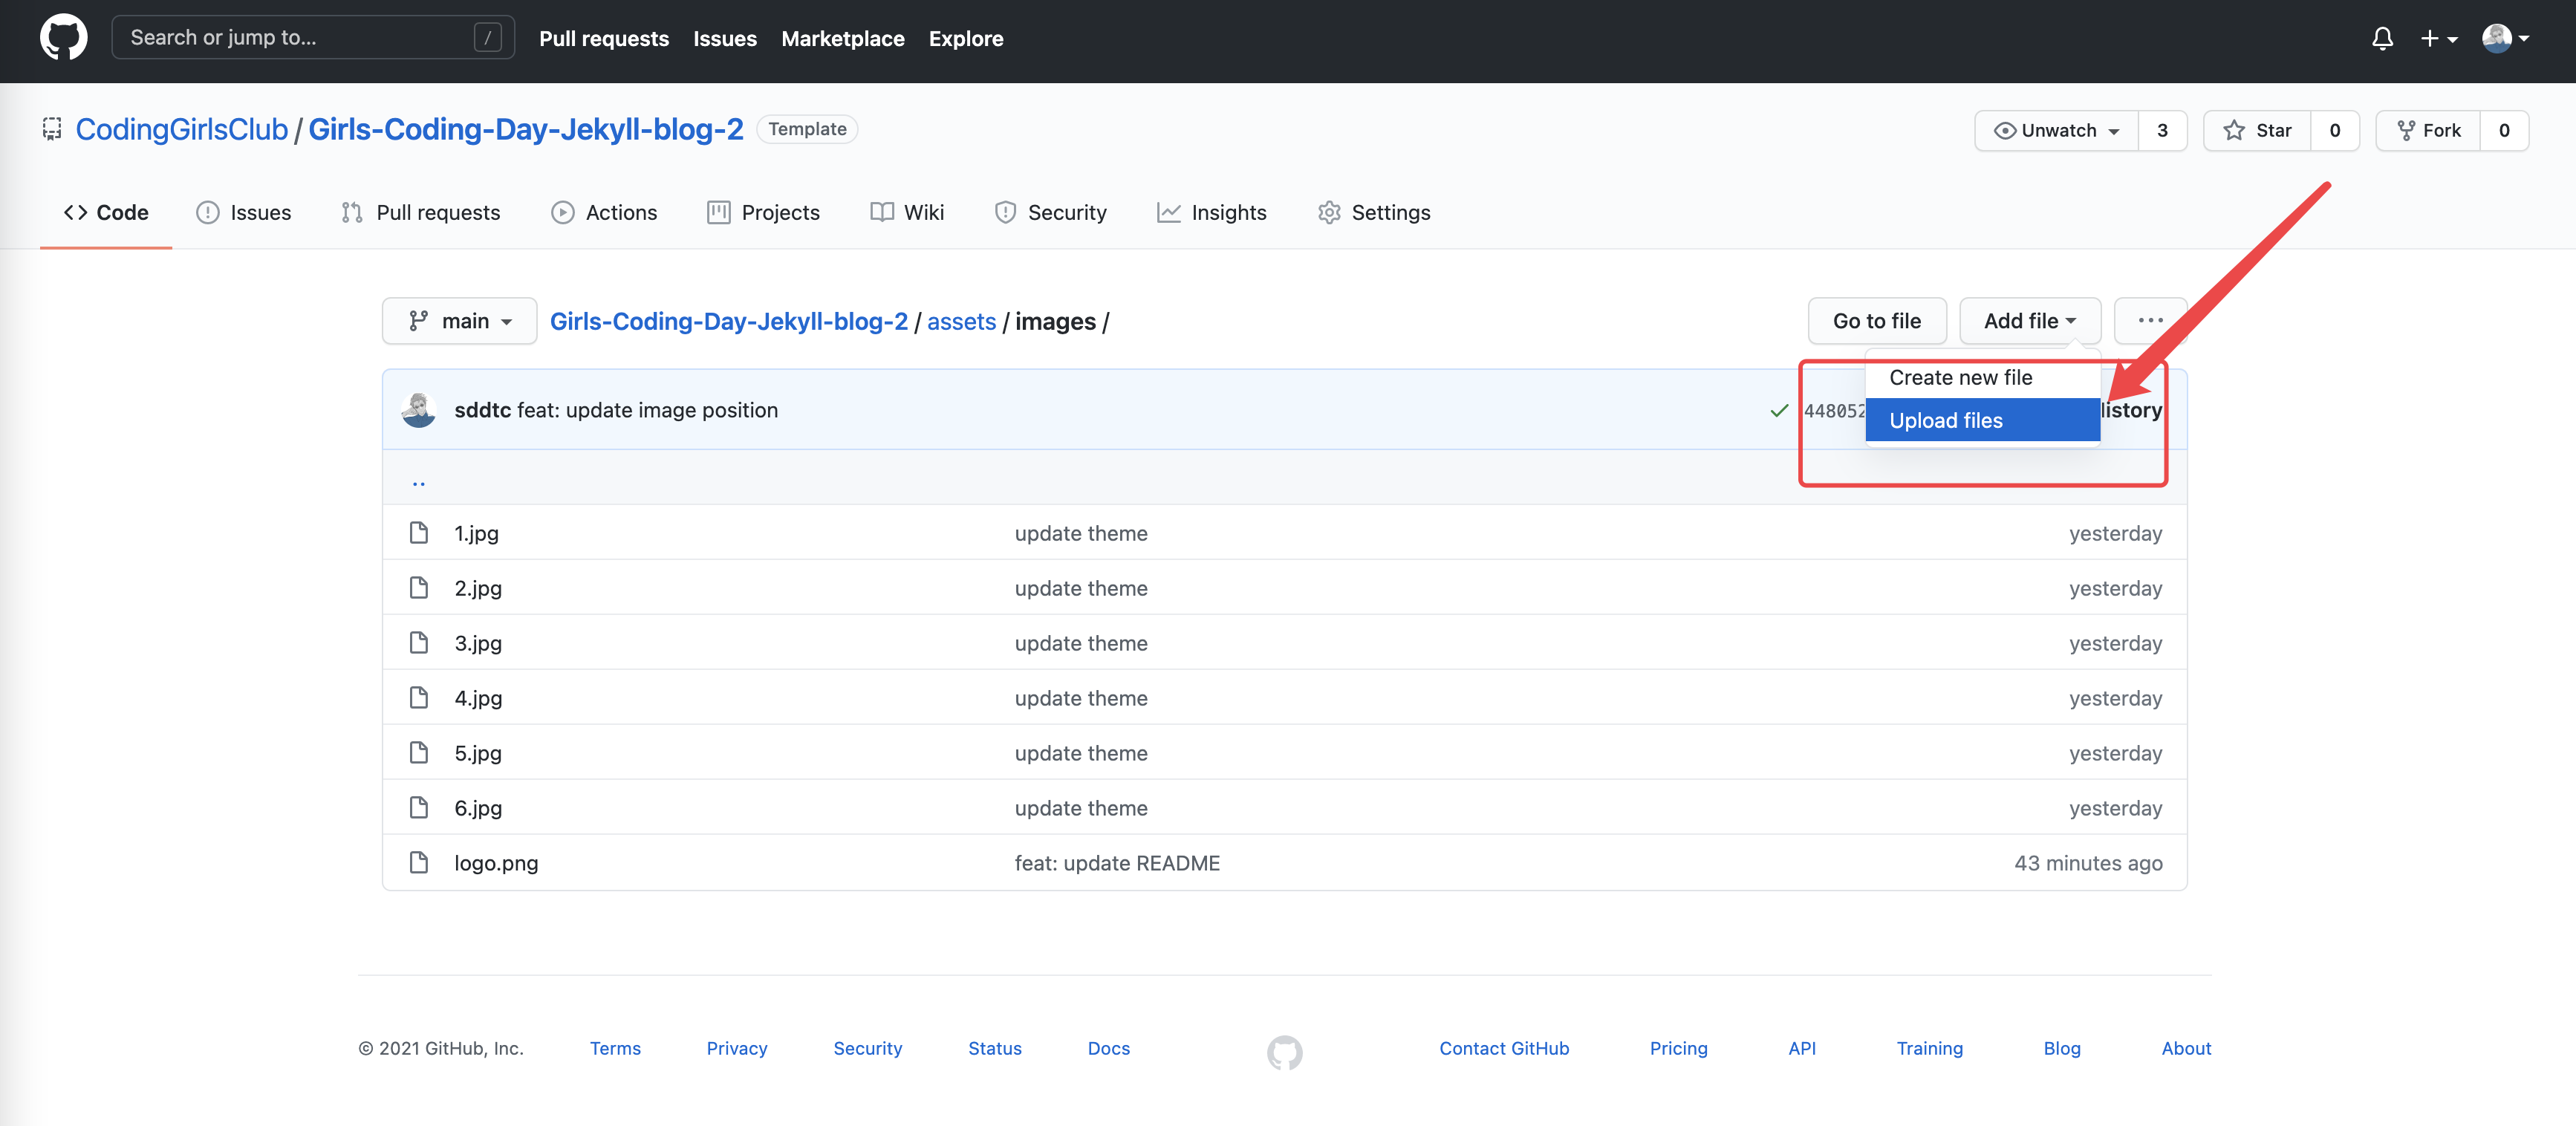 Search or jump to... / Pull requests Issues Marketplace Explore
CodingGirlsClub / Girls-Coding-Day-Jekyll-blog-2 Template Unwatch 3 Star 0 Fork 0
Code Issues Pull requests Actions Projects Wiki Security Insights Settings
main Girls-Coding-Day-Jekyll-blog-2 / assets / images / Go to file Add file ...
Create new file
sddtc feat: update image position 448052 Upload files listory
..
1.jpg update theme yesterday
2.jpg update theme yesterday
3.jpg update theme yesterday
4.jpg update theme yesterday
5.jpg update theme yesterday
6.jpg update theme yesterday
logo.png feat: update README 43 minutes ago
© 2021 GitHub, Inc. Terms Privacy Security Status Docs Contact GitHub Pricing API Training Blog About